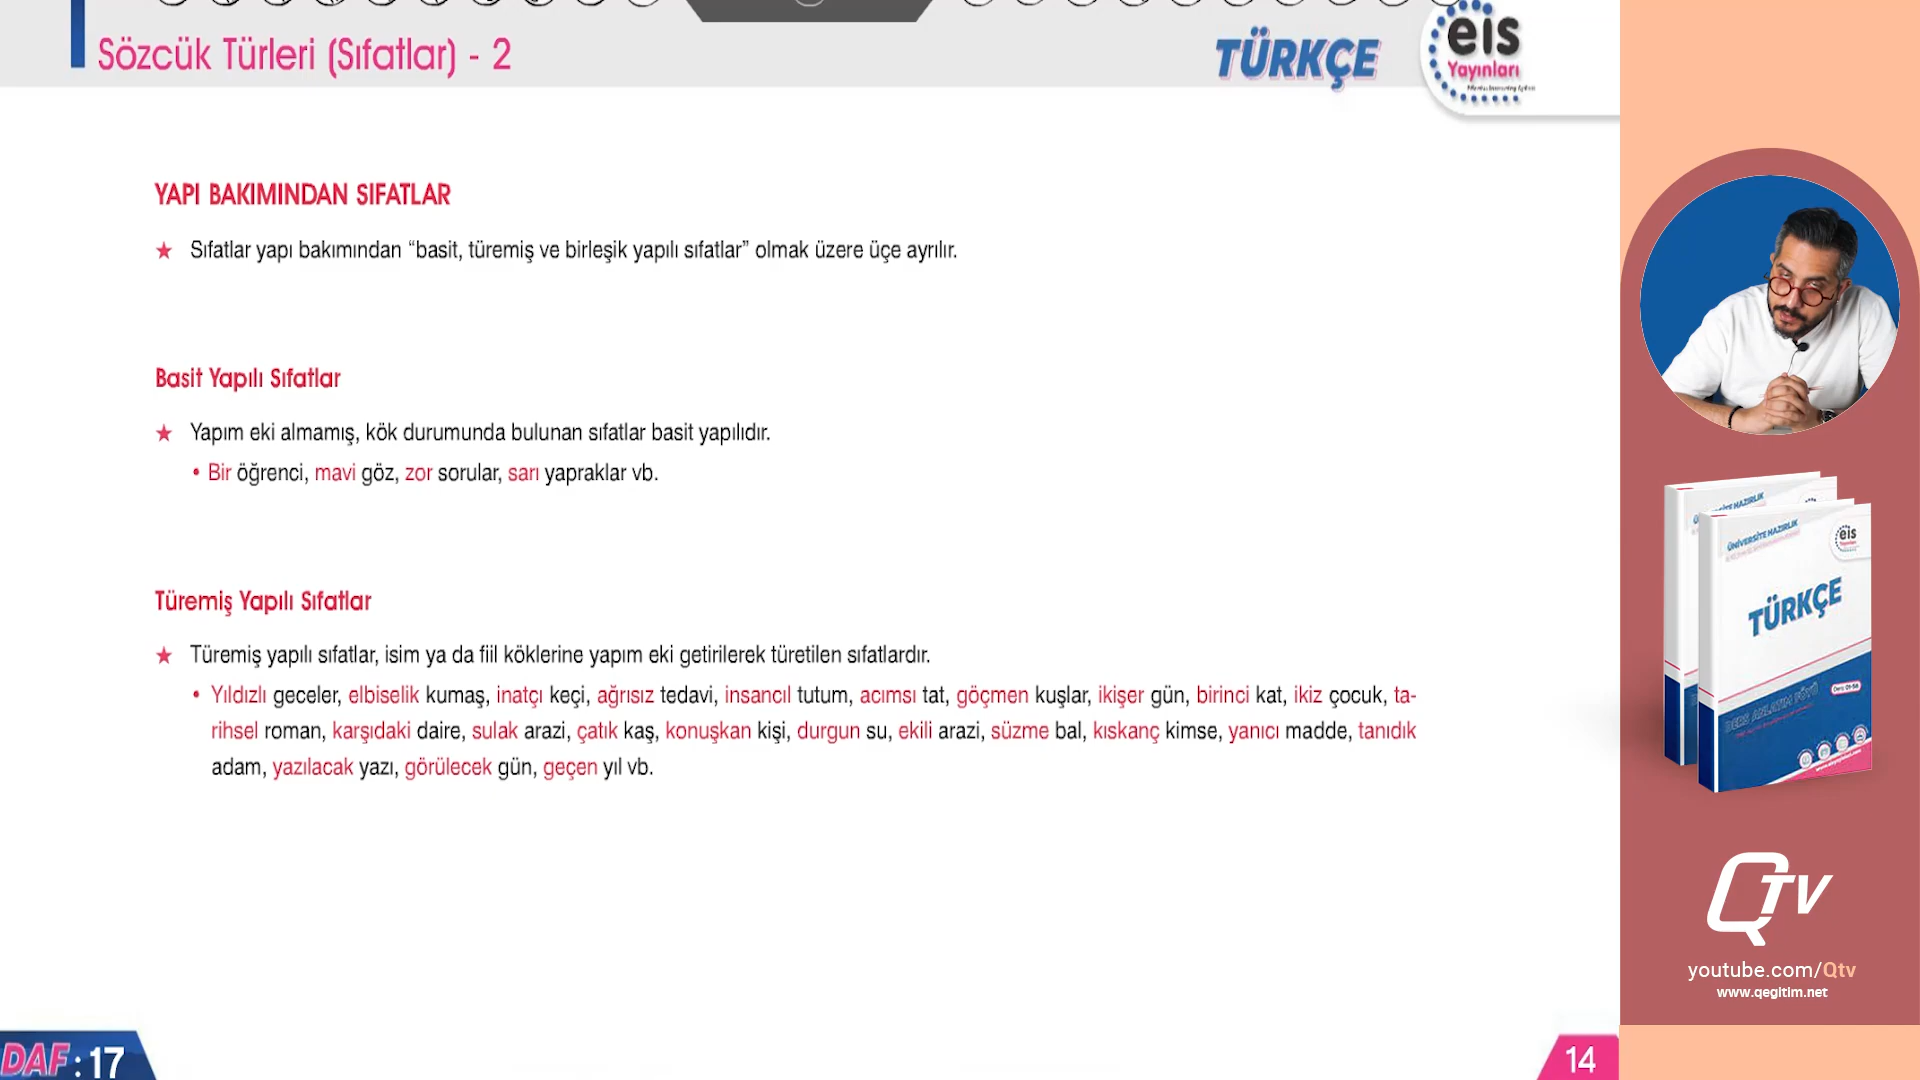 Sözcük Türleri (Sıfatlar) - 2
TÜRKÇE
eis
Yayınları
YAPI BAKIMINDAN SIFATLAR
★ Sıfatlar yapı bakımından “basit, türemiş ve birleşik yapılı sıfatlar” olmak üzere üçe ayrılır.
Basit Yapılı Sıfatlar
★ Yapım eki almamış, kök durumunda bulunan sıfatlar basit yapılıdır.
• Bir öğrenci, mavi göz, zor sorular, sarı yapraklar vb.
Türemiş Yapılı Sıfatlar
★ Türemiş yapılı sıfatlar, isim ya da fiil köklerine yapım eki getirilerek türetilen sıfatlardır.
• Yıldızlı geceler, elbiselik kumaş, inatçı keçi, ağrısız tedavi, insancıl tutum, acımsı tat, göçmen kuşlar, ikişer gün, birinci kat, ikiz çocuk, ta-
rihsel roman, karşıdaki daire, sulak arazi, çatık kaş, konuşkan kişi, durgun su, ekili arazi, süzme bal, kıskanç kimse, yanıcı madde, tanıdık
adam, yazılacak yazı, görülecek gün, geçen yıl vb.
DAF : 17
14
ÜNİVERSİTE HAZIRLIK
eis
TÜRKÇE
DERS ANLATIM FÖYÜ
QTV
youtube.com/Qtv
www.qegitim.net